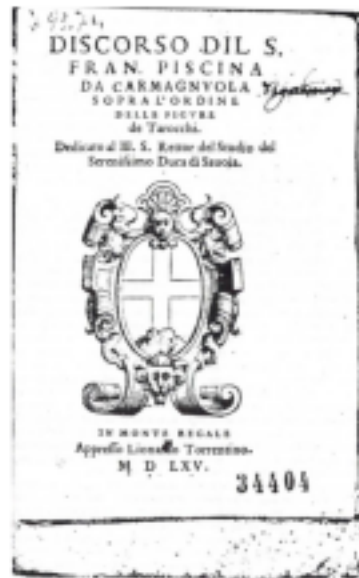 DISCORSO DIL S.
FRAN. PISCINA
DA CARMAGNVOLA
SOPRA L'ORDINE
DELLE FIGVRE
de Tarocchi.
Dedicato al Ill. S. Rettor del Studio del
Serenissimo Duca di Sauoia.
IN MONTE REGALE
Appresso Lionardo Torrentino.
M D LXV.
34404